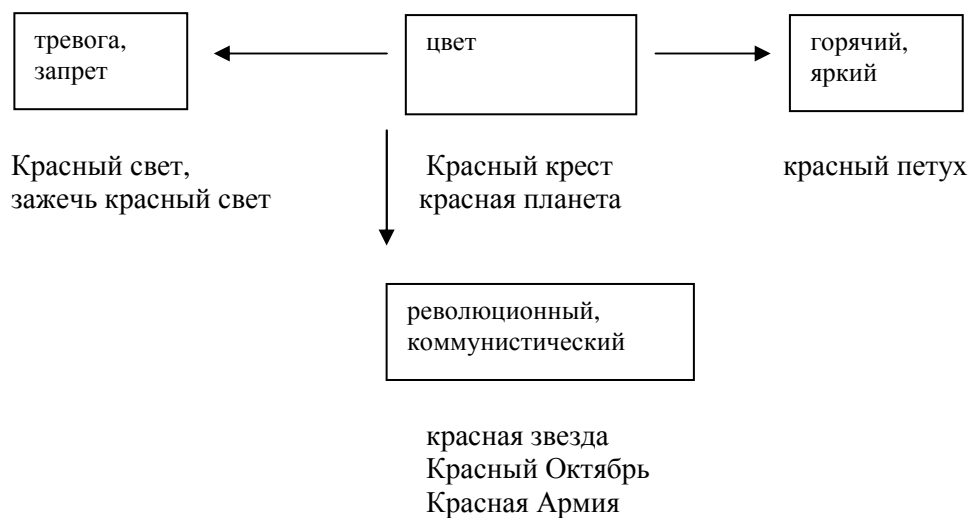 тревога,
запрет
цвет
горячий,
яркий
Красный свет,
зажечь красный свет
Красный крест
красная планета
красный петух
революционный,
коммунистический
красная звезда
Красный Октябрь
Красная Армия